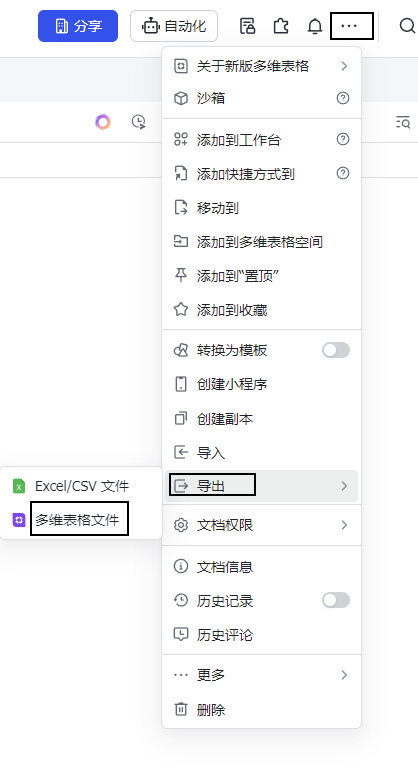 分享
自动化
关于新版多维表格
沙箱
添加到工作台
添加快捷方式到
移动到
添加到多维表格空间
添加到“置顶”
添加到收藏
转换为模板
创建小程序
创建副本
导入
导出
Excel/CSV 文件
多维表格文件
文档权限
文档信息
历史记录
历史评论
更多
删除